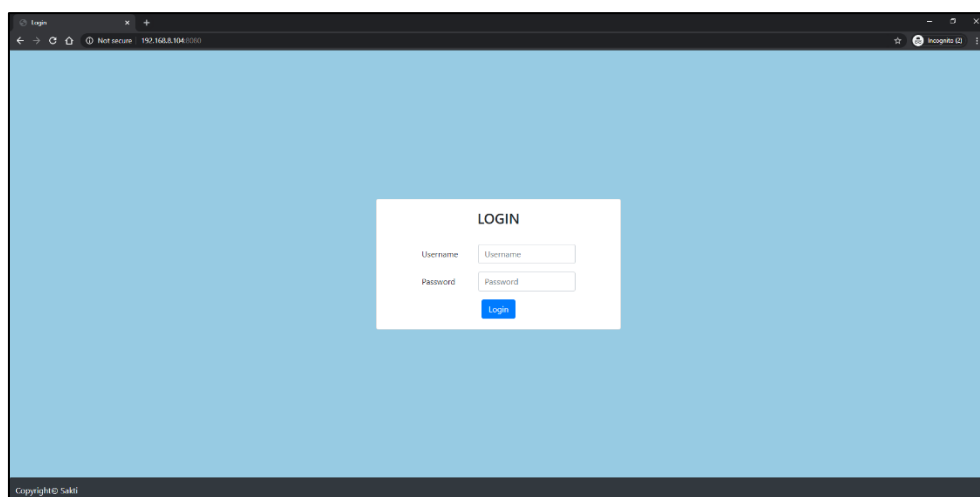 Login
Not secure 192.168.8.104:8080
Incognito (2)
LOGIN
Username Username
Password Password
Login
Copyright© Sakti